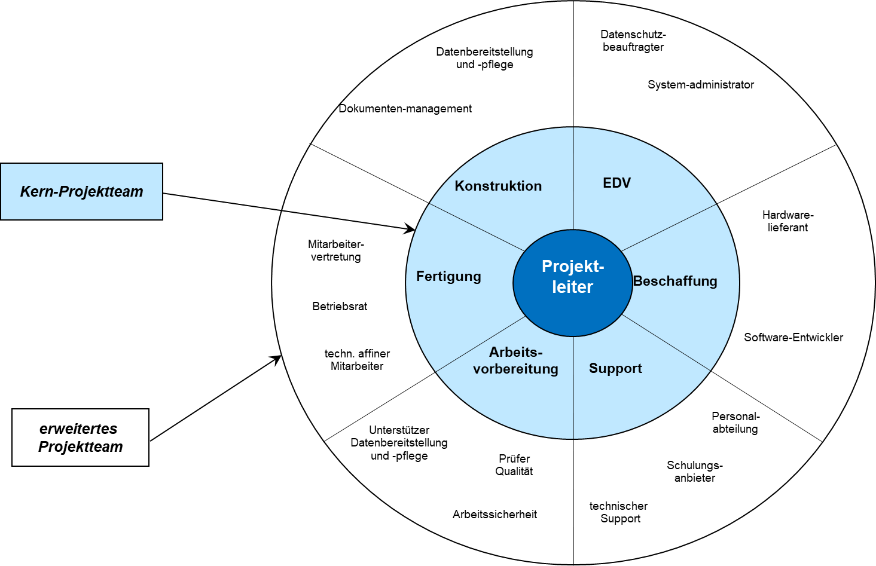 Datenbereitstellung
und -pflege
Dokumenten-management
Datenschutz-
beauftragter
System-administrator
Kern-Projektteam
Konstruktion
EDV
Hardware-
lieferant
Mitarbeiter-
vertretung
Fertigung
Projekt-
leiter
Beschaffung
Betriebsrat
Software-Entwickler
techn. affiner
Mitarbeiter
Arbeits-
vorbereitung
Support
erweitertes
Projektteam
Unterstützer
Datenbereitstellung
und -pflege
Prüfer
Qualität
Arbeitssicherheit
Personal-
abteilung
Schulungs-
anbieter
technischer
Support